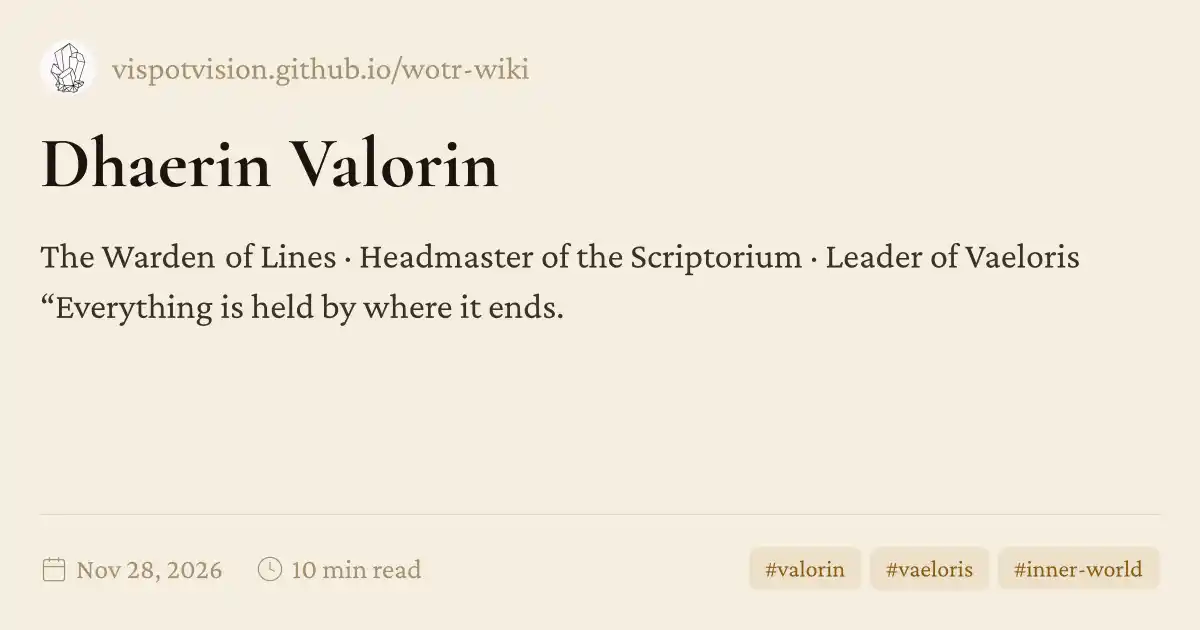 vispotvision.github.io/wotr-wiki
Dhaerin Valorin
The Warden of Lines · Headmaster of the Scriptorium · Leader of Vaeloris
“Everything is held by where it ends.
Nov 28, 2026
10 min read
#valorin
#vaeloris
#inner-world